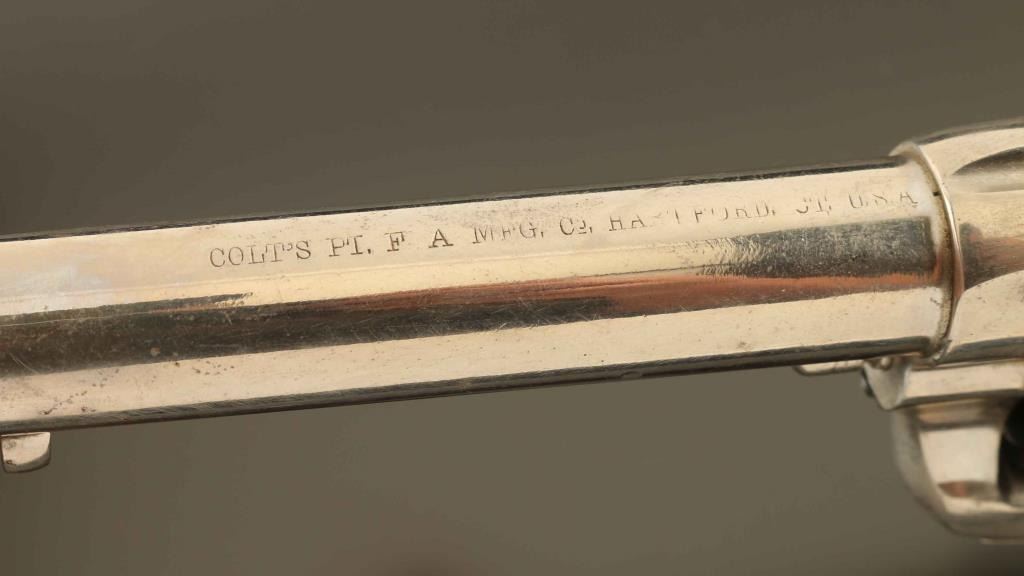 COLT'S PT. F A MFG. Co. HARTFORD. CT. U.S.A